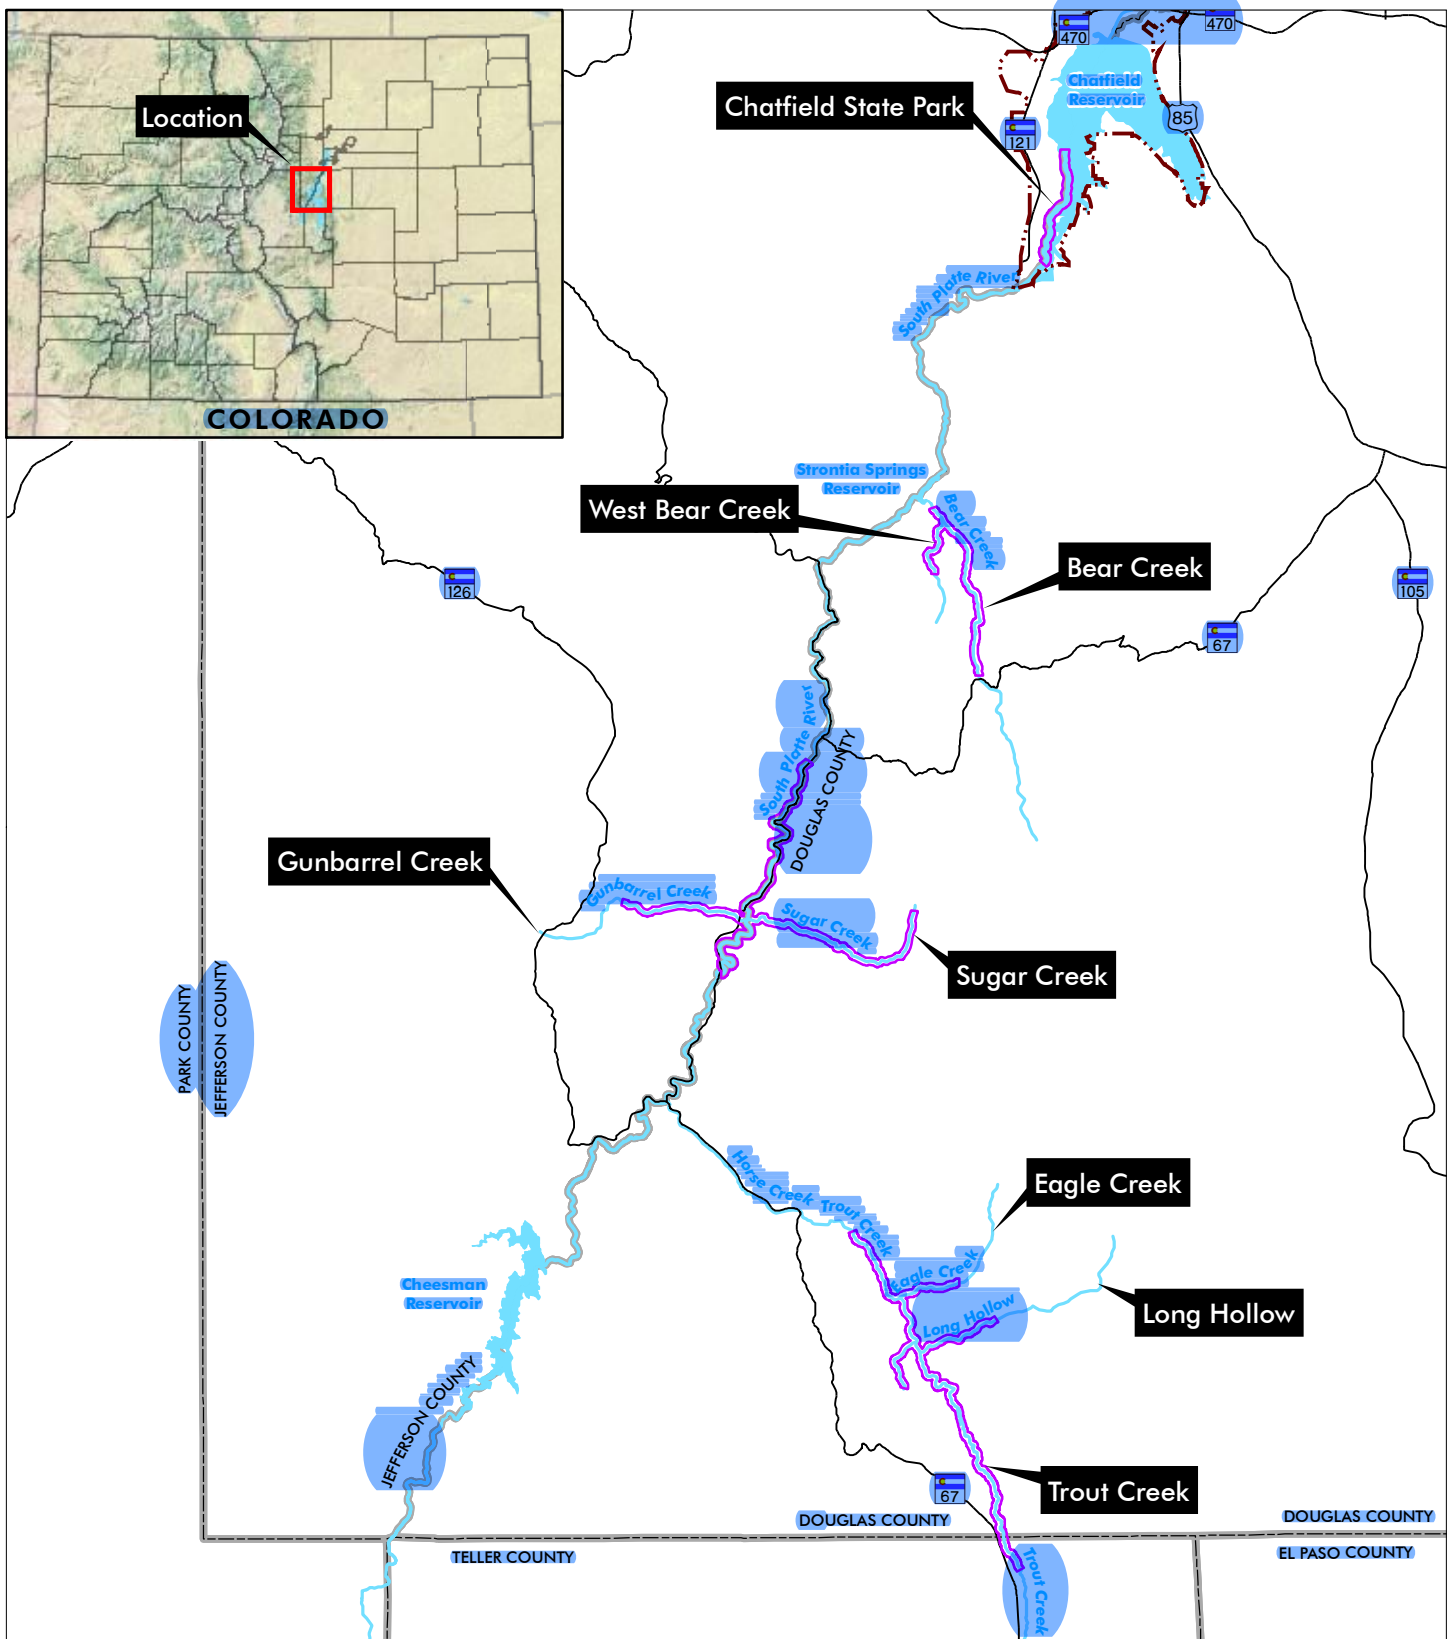 470
470
Chatfield
Reservoir
Chatfield State Park
85
121
Location
South Platte River
COLORADO
Strontia Springs
Reservoir
West Bear Creek
Bear Creek
Bear Creek
126
105
67
South Platte River
DOUGLAS COUNTY
Gunbarrel Creek
Gunbarrel Creek
Sugar Creek
Sugar Creek
PARK COUNTY
JEFFERSON COUNTY
Horse Creek
Trout Creek
Eagle Creek
Eagle Creek
Cheesman
Reservoir
Long Hollow
Long Hollow
JEFFERSON COUNTY
Trout Creek
67
DOUGLAS COUNTY
DOUGLAS COUNTY
TELLER COUNTY
EL PASO COUNTY
Trout Creek